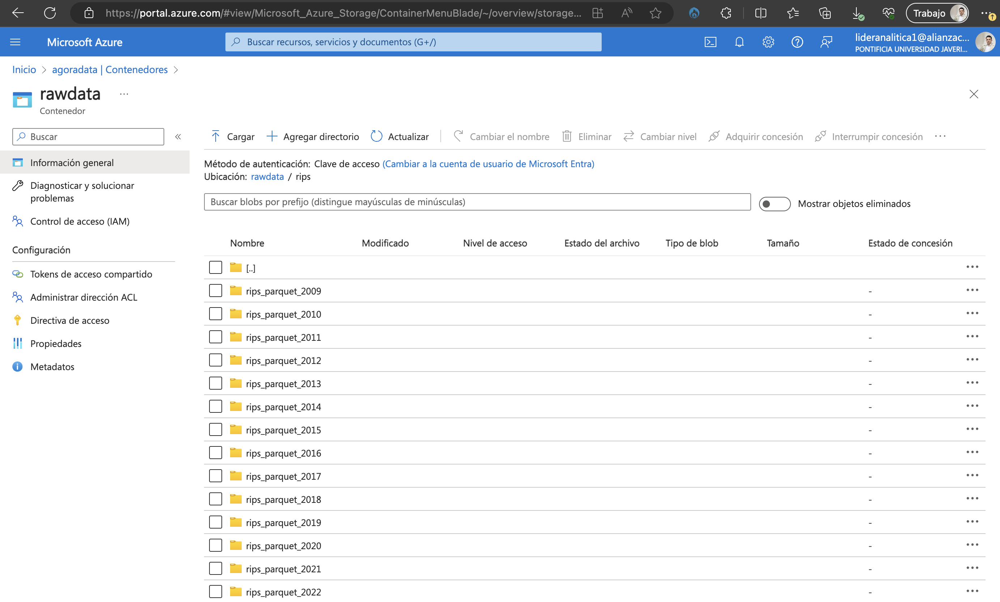 https://portal.azure.com/#view/Microsoft_Azure_Storage/ContainerMenuBlade/~/overview/storage...
Trabajo
Microsoft Azure
Buscar recursos, servicios y documentos (G+/)
lideranalitica1@alianzac...
PONTIFICIA UNIVERSIDAD JAVERI...
Inicio > agoradata | Contenedores >
rawdata ...
Contenedor
Buscar
Información general
Diagnosticar y solucionar
problemas
Control de acceso (IAM)
Configuración
Tokens de acceso compartido
Administrar dirección ACL
Directiva de acceso
Propiedades
Metadatos
Cargar Agregar directorio Actualizar Cambiar el nombre Eliminar Cambiar nivel Adquirir concesión Interrumpir concesión ...
Método de autenticación: Clave de acceso (Cambiar a la cuenta de usuario de Microsoft Entra)
Ubicación: rawdata / rips
Buscar blobs por prefijo (distingue mayúsculas de minúsculas)
Mostrar objetos eliminados
Nombre Modificado Nivel de acceso Estado del archivo Tipo de blob Tamaño Estado de concesión
[..]
rips_parquet_2009 -
rips_parquet_2010 -
rips_parquet_2011 -
rips_parquet_2012 -
rips_parquet_2013 -
rips_parquet_2014 -
rips_parquet_2015 -
rips_parquet_2016 -
rips_parquet_2017 -
rips_parquet_2018 -
rips_parquet_2019 -
rips_parquet_2020 -
rips_parquet_2021 -
rips_parquet_2022 -